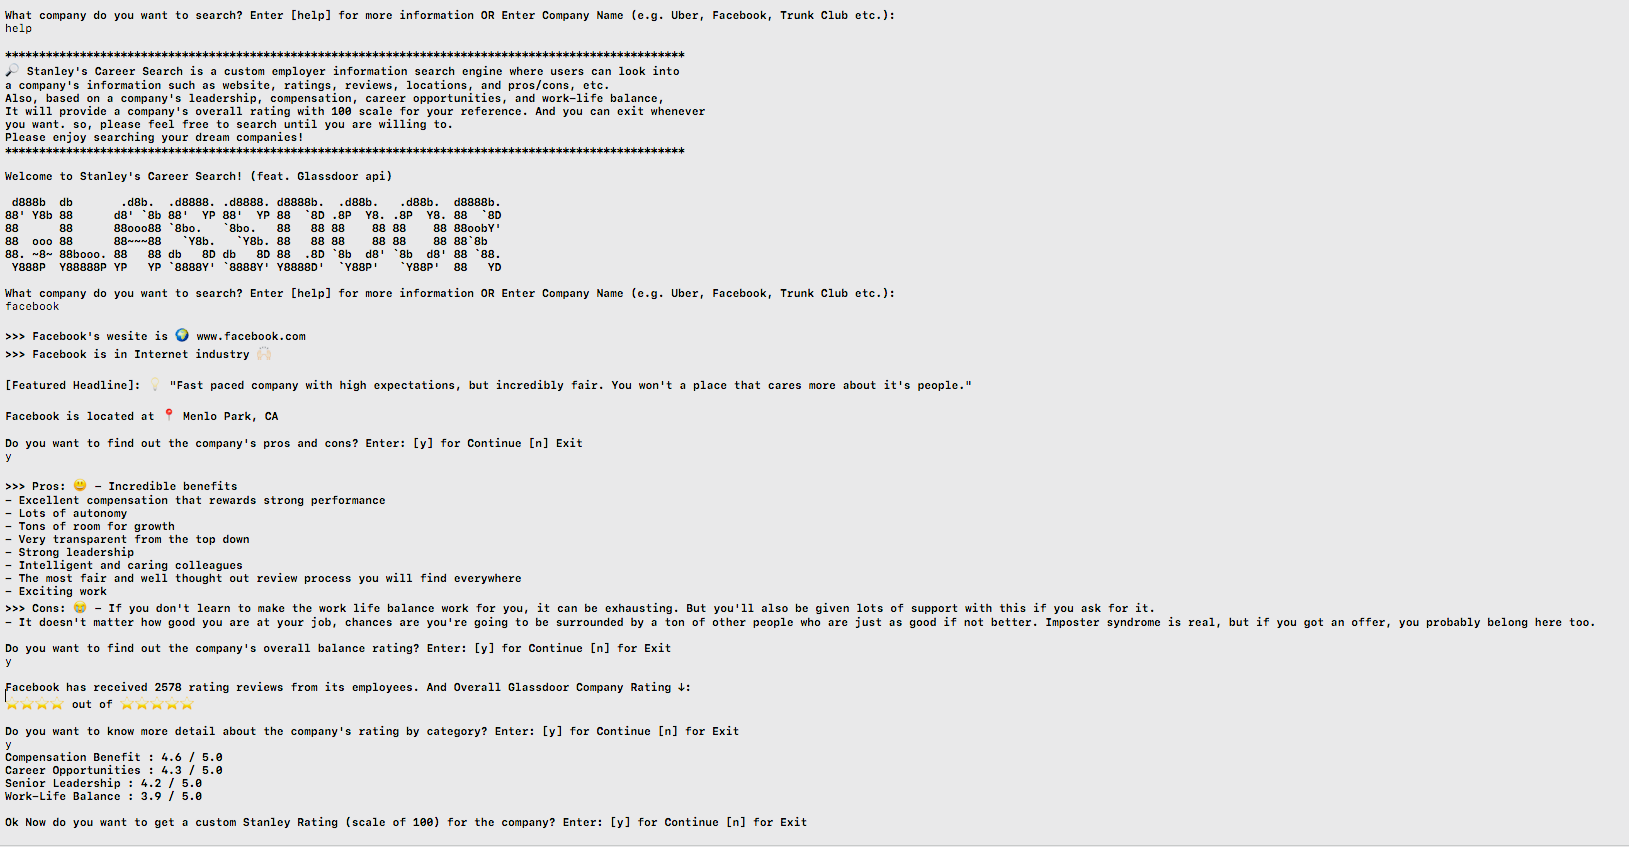 What company do you want to search? Enter [help] for more information OR Enter Company Name (e.g. Uber, Facebook, Trunk Club etc.):
help
****************************************************************************************************
🔎 Stanley's Career Search is a custom employer information search engine where users can look into
a company's information such as website, ratings, reviews, locations, and pros/cons, etc.
Also, based on a company's leadership, compensation, career opportunities, and work-life balance,
It will provide a company's overall rating with 100 scale for your reference. And you can exit whenever
you want. so, please feel free to search until you are willing to.
Please enjoy searching your dream companies!
****************************************************************************************************
Welcome to Stanley's Career Search! (feat. Glassdoor api)
 d888b  db       .d8b.  .d8888. .d8888. d8888b.  .d88b.   .d88b.  d8888b.
88' Y8b 88      d8' `8b 88'  YP 88'  YP 88  `8D .8P  Y8. .8P  Y8. 88  `8D
88      88      88ooo88 `8bo.   `8bo.   88   88 88    88 88    88 88oobY'
88  ooo 88      88~~~88   `Y8b.   `Y8b. 88   88 88    88 88    88 88`8b
88. ~8~ 88booo. 88   88 db   8D db   8D 88  .8D `8b  d8' `8b  d8' 88 `88.
 Y888P  Y88888P YP   YP `8888Y' `8888Y' Y8888D'  `Y88P'   `Y88P'  88   YD
What company do you want to search? Enter [help] for more information OR Enter Company Name (e.g. Uber, Facebook, Trunk Club etc.):
facebook
>>> Facebook's wesite is 🌍 www.facebook.com
>>> Facebook is in Internet industry 🙌🏻
[Featured Headline]: 💡 "Fast paced company with high expectations, but incredibly fair. You won't a place that cares more about it's people."
Facebook is located at 📍 Menlo Park, CA
Do you want to find out the company's pros and cons? Enter: [y] for Continue [n] Exit
y
>>> Pros: 😀 - Incredible benefits
- Excellent compensation that rewards strong performance
- Lots of autonomy
- Tons of room for growth
- Very transparent from the top down
- Strong leadership
- Intelligent and caring colleagues
- The most fair and well thought out review process you will find everywhere
- Exciting work
>>> Cons: 😭 - If you don't learn to make the work life balance work for you, it can be exhausting. But you'll also be given lots of support with this if you ask for it.
- It doesn't matter how good you are at your job, chances are you're going to be surrounded by a ton of other people who are just as good if not better. Imposter syndrome is real, but if you got an offer, you probably belong here too.
Do you want to find out the company's overall balance rating? Enter: [y] for Continue [n] for Exit
y
Facebook has received 2578 rating reviews from its employees. And Overall Glassdoor Company Rating ↓:
⭐⭐⭐⭐ out of ⭐⭐⭐⭐⭐
Do you want to know more detail about the company's rating by category? Enter: [y] for Continue [n] for Exit
y
Compensation Benefit : 4.6 / 5.0
Career Opportunities : 4.3 / 5.0
Senior Leadership : 4.2 / 5.0
Work-Life Balance : 3.9 / 5.0
Ok Now do you want to get a custom Stanley Rating (scale of 100) for the company? Enter: [y] for Continue [n] for Exit